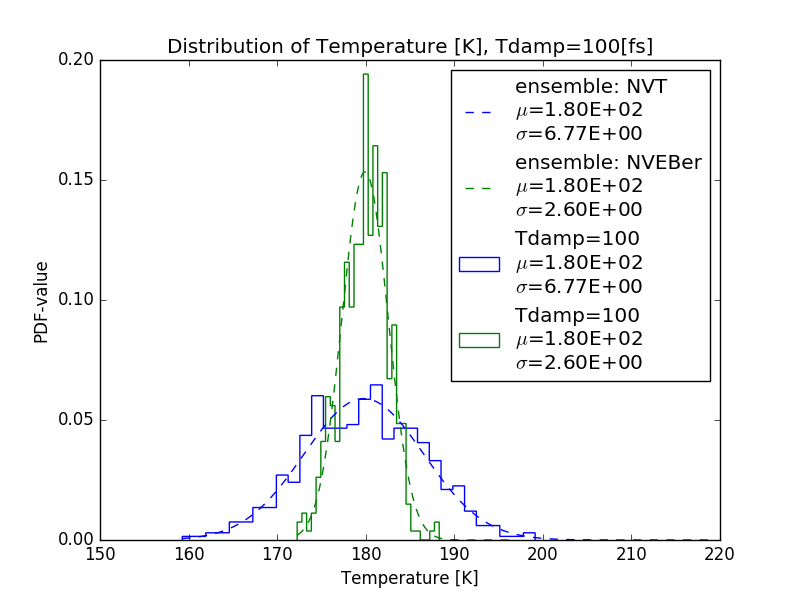 Distribution of Temperature [K], Tdamp=100[fs]
0.20
0.15
0.10
0.05
0.00
PDF-value
ensemble: NVT
μ=1.80E+02
σ=6.77E+00
ensemble: NVEBer
μ=1.80E+02
σ=2.60E+00
Tdamp=100
μ=1.80E+02
σ=6.77E+00
Tdamp=100
μ=1.80E+02
σ=2.60E+00
150 160 170 180 190 200 210 220
Temperature [K]